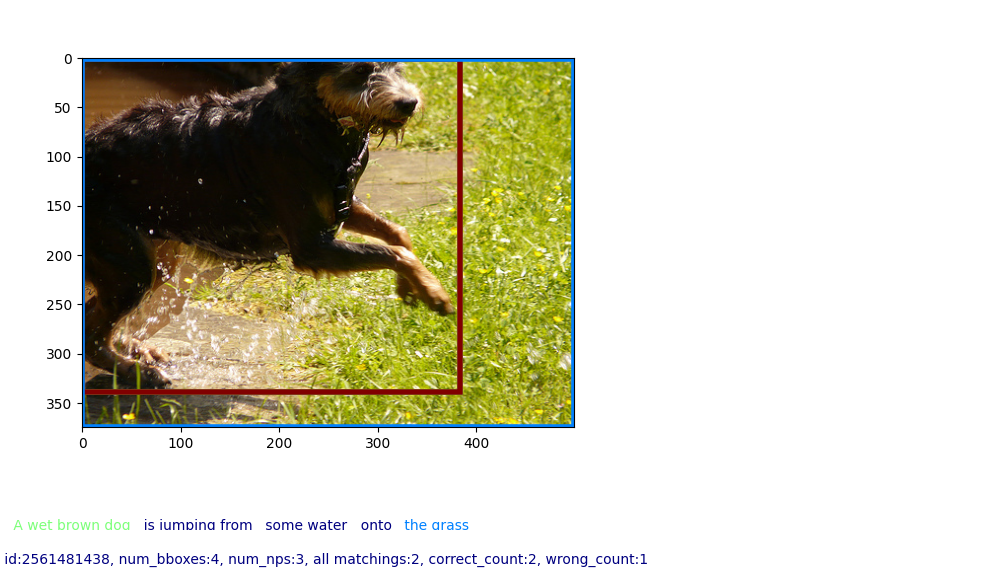 0
50
100
150
200
250
300
350
0 100 200 300 400
A wet brown dog is jumping from some water onto the grass
id:2561481438, num_bboxes:4, num_nps:3, all matchings:2, correct_count:2, wrong_count:1